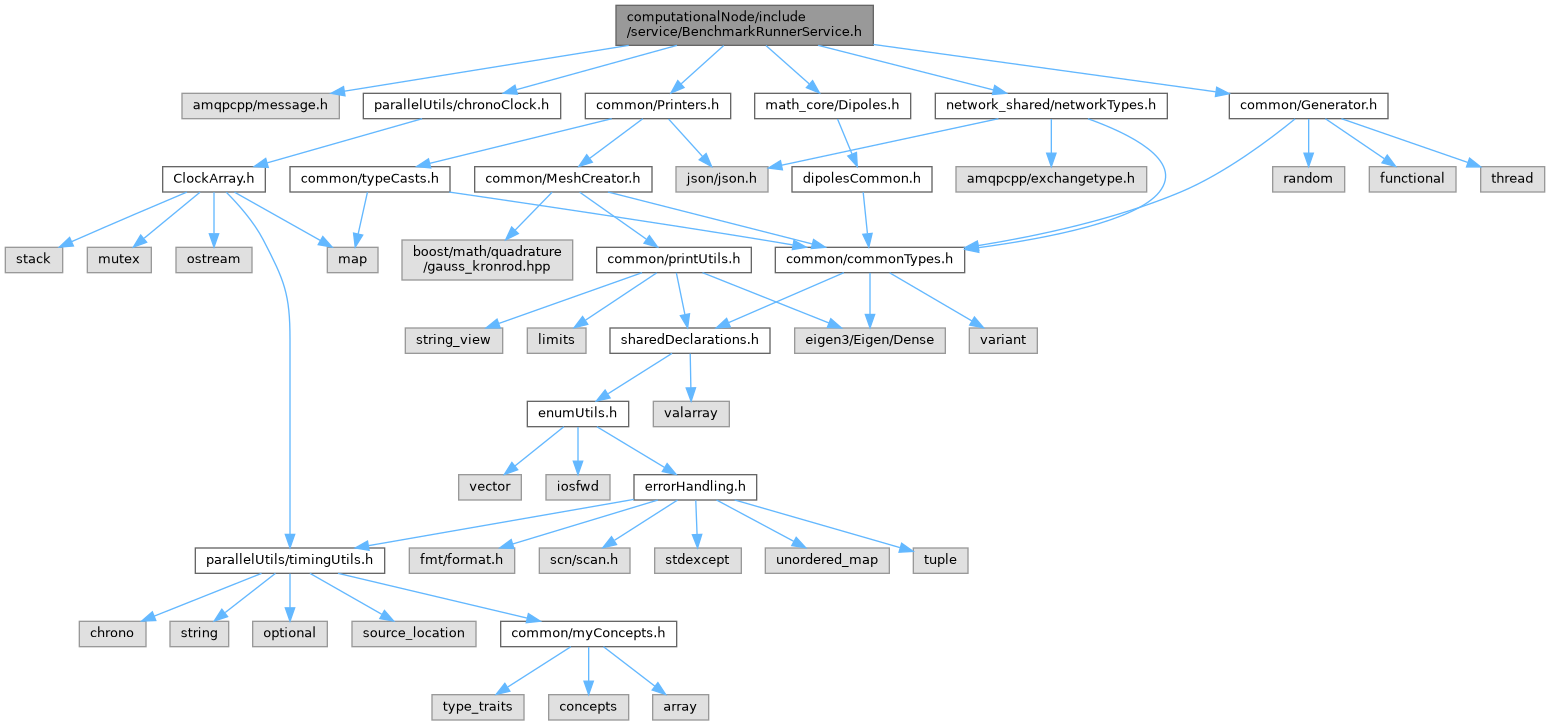 computationalNode/include
/service/BenchmarkRunnerService.h
amqpcpp/message.h
parallelUtils/chronoClock.h
common/Printers.h
math_core/Dipoles.h
network_shared/networkTypes.h
common/Generator.h
ClockArray.h
common/typeCasts.h
common/MeshCreator.h
json/json.h
dipolesCommon.h
amqpcpp/exchangetype.h
random
functional
thread
stack
mutex
ostream
map
boost/math/quadrature
/gauss_kronrod.hpp
common/printUtils.h
common/commonTypes.h
string_view
limits
sharedDeclarations.h
eigen3/Eigen/Dense
variant
enumUtils.h
valarray
vector
iosfwd
errorHandling.h
parallelUtils/timingUtils.h
fmt/format.h
scn/scan.h
stdexcept
unordered_map
tuple
chrono
string
optional
source_location
common/myConcepts.h
type_traits
concepts
array